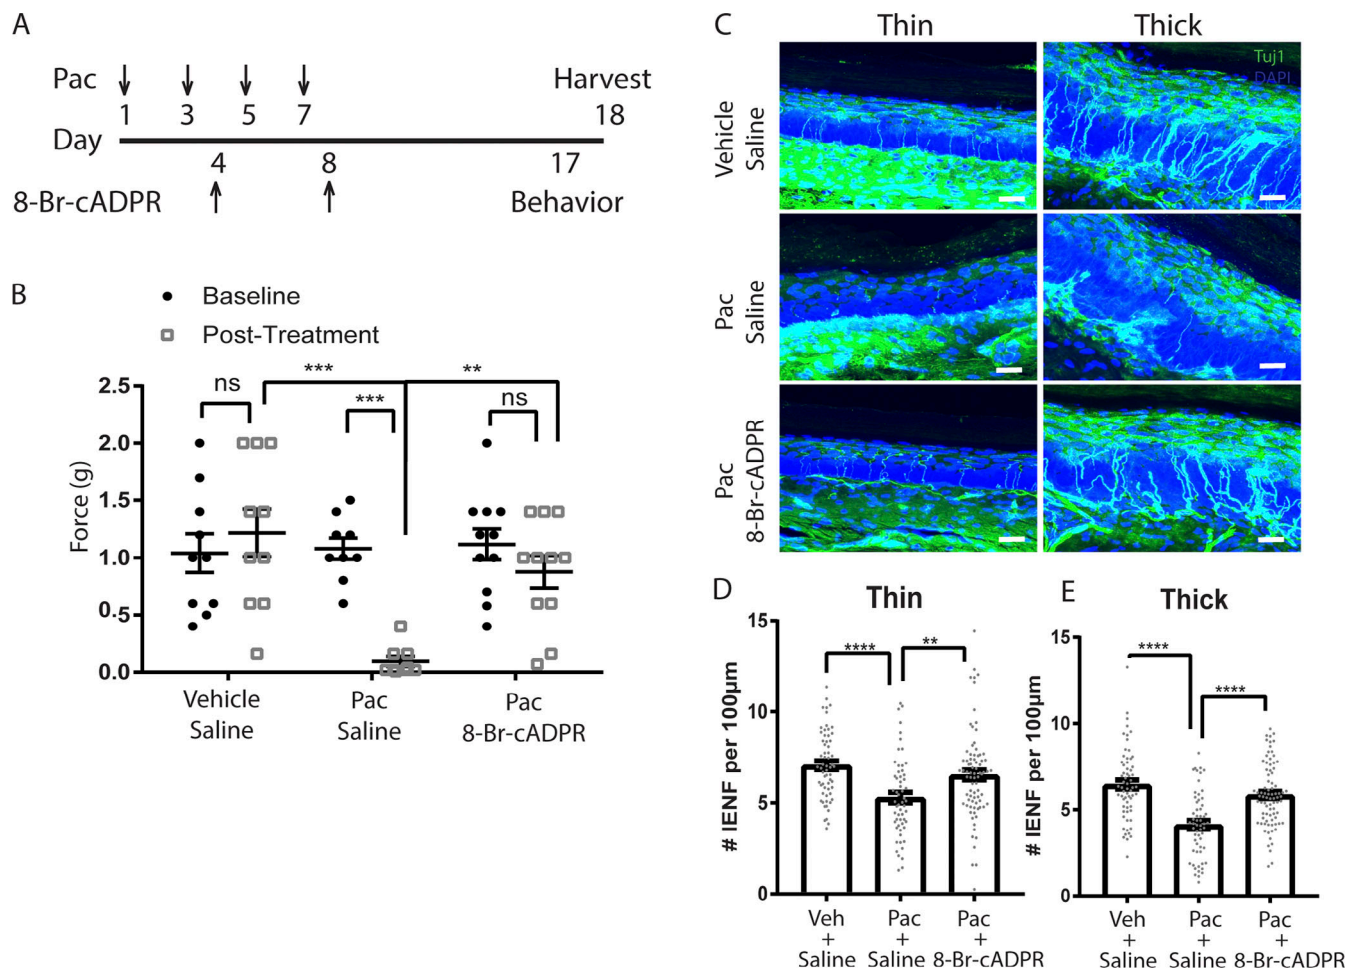 A
Pac
Harvest
1 3 5 7 18
Day
4 8 17
8-Br-cADPR
Behavior
B
Baseline
Post-Treatment
ns *** *** ** ns
2.5
2.0
1.5
1.0
0.5
0.0
Force (g)
Vehicle
Saline
Pac
Saline
Pac
8-Br-cADPR
C
Thin
Thick
Tuj1
DAPI
Vehicle
Saline
Pac
Saline
Pac
8-Br-cADPR
D
Thin
15
10
5
0
# IENF per 100µm
**** **
Veh
+
Saline
Pac
+
Saline
Pac
+
8-Br-cADPR
E
Thick
15
10
5
0
# IENF per 100µm
****
****
Veh
+
Saline
Pac
+
Saline
Pac
+
8-Br-cADPR